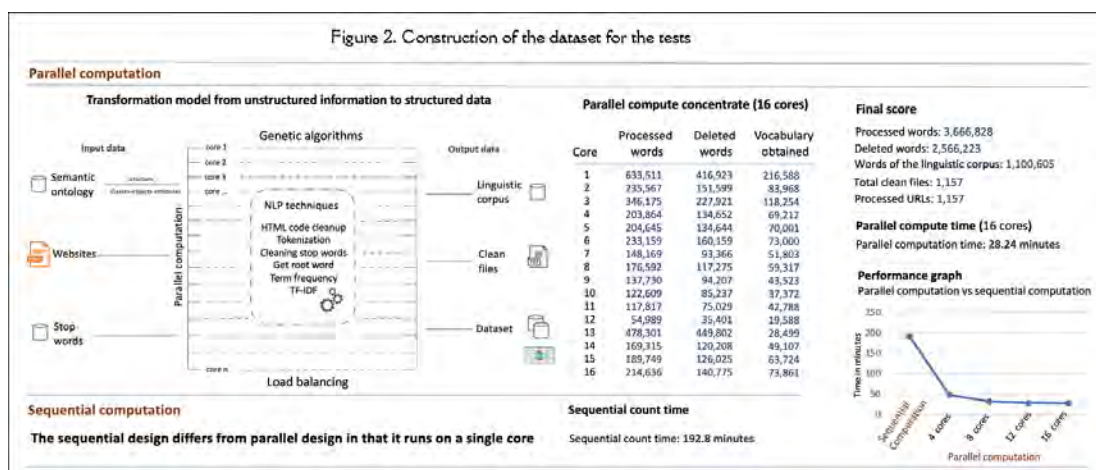 Figure 2. Construction of the dataset for the tests
Parallel computation
Transformation model from unstructured information to structured data
Input data
Semantic ontology
Websites
Stop words
Genetic algorithms
core 1
core 2
core 3
core ...
Parallel computation
NLP techniques
HTML code cleanup
Tokenization
Cleaning stop words
Get root word
Term frequency
TF-IDF
core n
Load balancing
Output data
Linguistic corpus
Clean files
Dataset
Parallel compute concentrate (16 cores)
Core Processed words Deleted words Vocabulary obtained
1 633,511 416,923 216,588
2 235,567 151,599 83,968
3 346,175 227,921 118,254
4 203,864 134,652 69,212
5 204,645 134,644 70,001
6 233,159 160,159 73,000
7 148,169 93,366 51,803
8 176,592 117,275 59,317
9 137,730 94,207 43,523
10 122,609 85,237 37,372
11 117,817 75,029 42,788
12 54,989 35,401 19,588
13 478,301 449,802 28,499
14 169,315 120,208 49,107
15 189,749 126,025 63,724
16 214,636 140,775 73,861
Final score
Processed words: 3,666,828
Deleted words: 2,566,223
Words of the linguistic corpus: 1,100,605
Total clean files: 1,157
Processed URLs: 1,157
Parallel compute time (16 cores)
Parallel computation time: 28.24 minutes
Performance graph
Parallel computation vs sequential computation
Time in minutes
250
200
150
100
50
0
Sequential Computation
4 cores
8 cores
12 cores
16 cores
Parallel computation
Sequential computation
The sequential design differs from parallel design in that it runs on a single core
Sequential count time
Sequential count time: 192.8 minutes